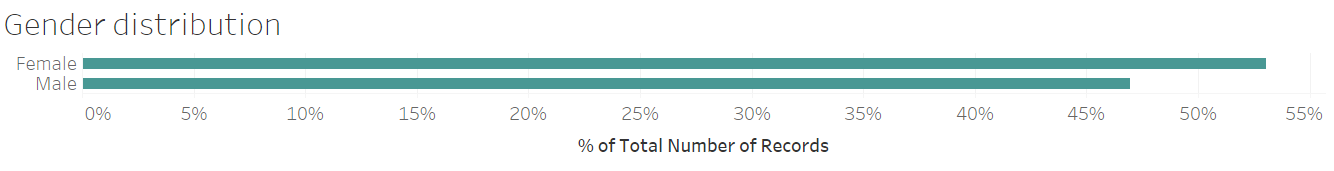 Gender distribution
Female
Male
0% 5% 10% 15% 20% 25% 30% 35% 40% 45% 50% 55%
% of Total Number of Records